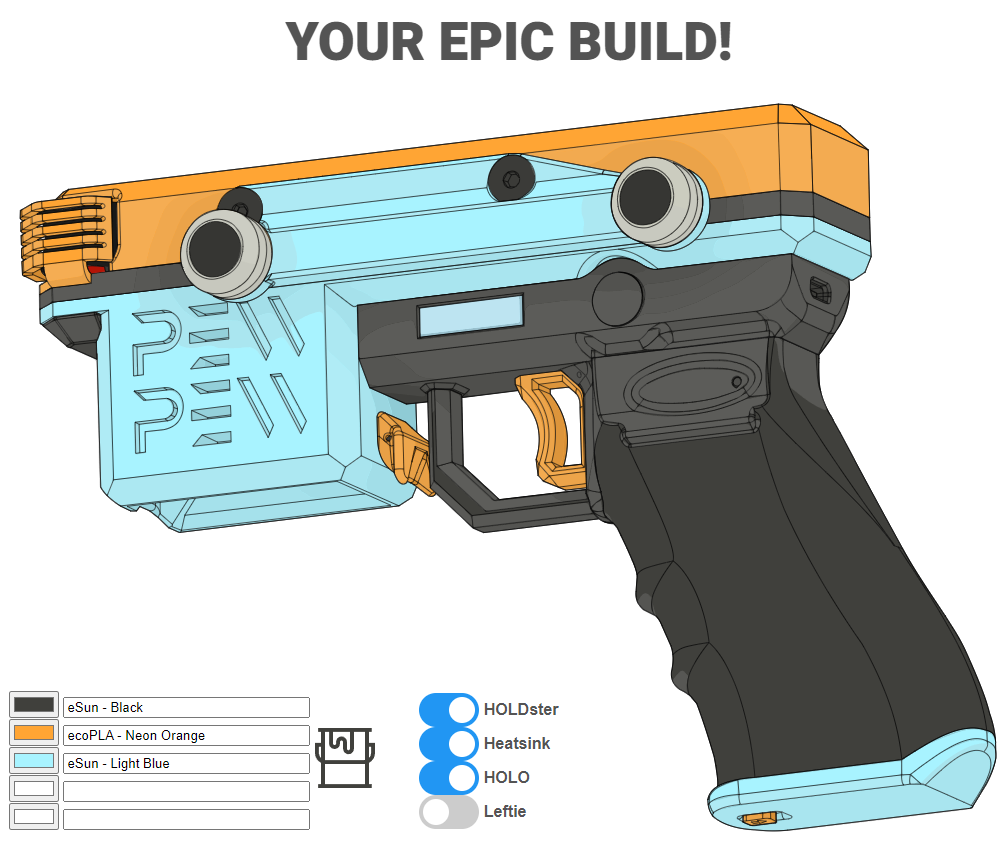 YOUR EPIC BUILD!
PEW
PEW
eSun - Black
ecoPLA - Neon Orange
eSun - Light Blue
HOLDster
Heatsink
HOLO
Leftie